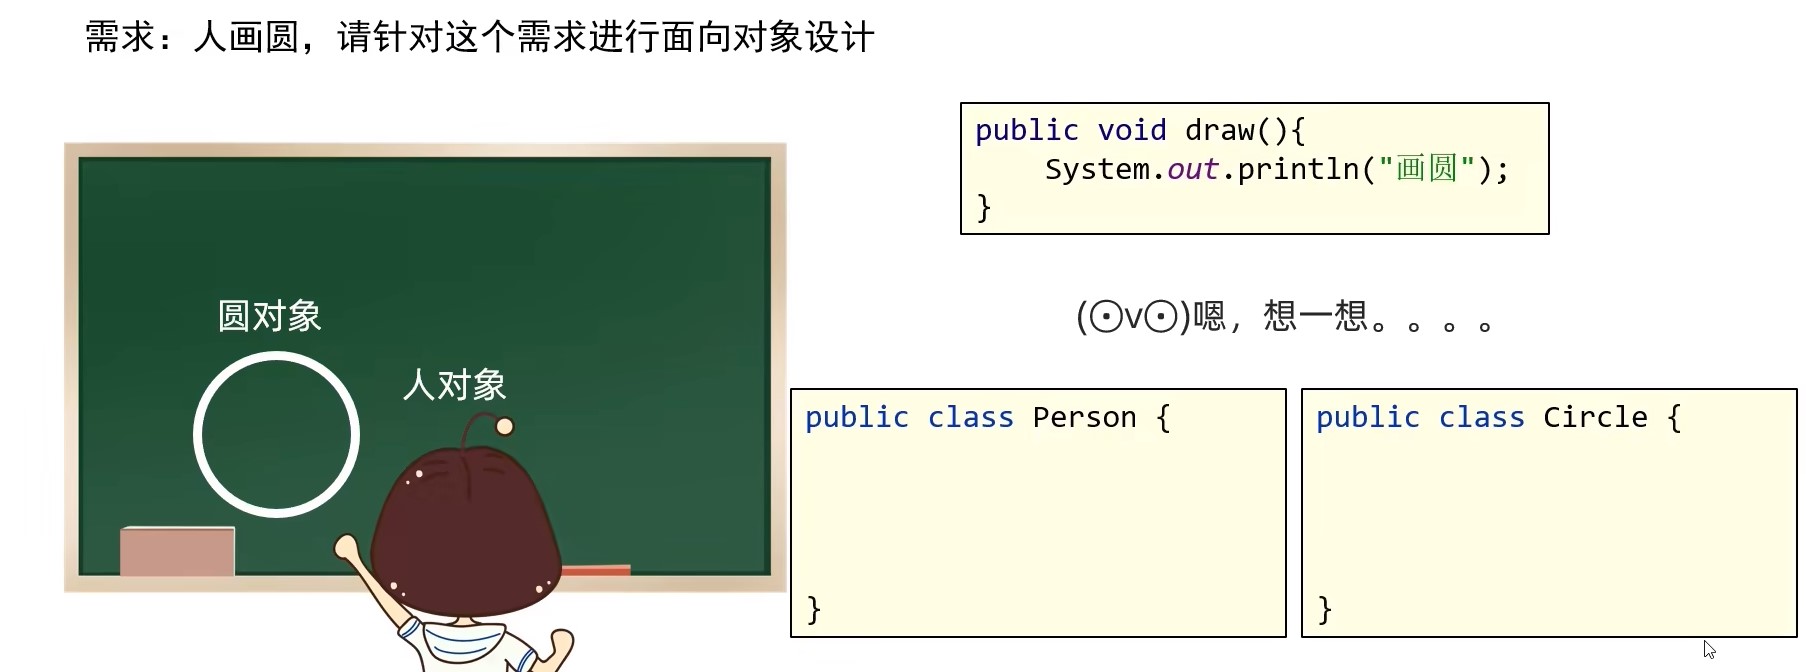 需求：人画圆，请针对这个需求进行面向对象设计
圆对象
人对象
public void draw(){
    System.out.println("画圆");
}
(⊙v⊙)嗯，想一想。。。。
public class Person {
}
public class Circle {
}